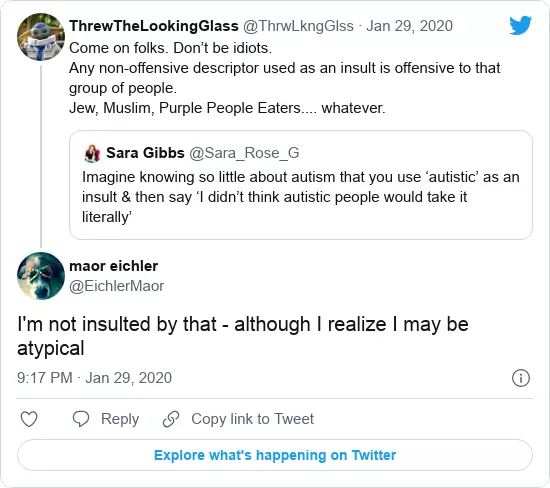 ThrewTheLookingGlass @ThrwLkngGlss · Jan 29, 2020
Come on folks. Don’t be idiots.
Any non-offensive descriptor used as an insult is offensive to that
group of people.
Jew, Muslim, Purple People Eaters.... whatever.
Sara Gibbs @Sara_Rose_G
Imagine knowing so little about autism that you use ‘autistic’ as an
insult & then say ‘I didn’t think autistic people would take it
literally’
maor eichler
@EichlerMaor
I'm not insulted by that - although I realize I may be
atypical
9:17 PM · Jan 29, 2020
Reply
Copy link to Tweet
Explore what's happening on Twitter